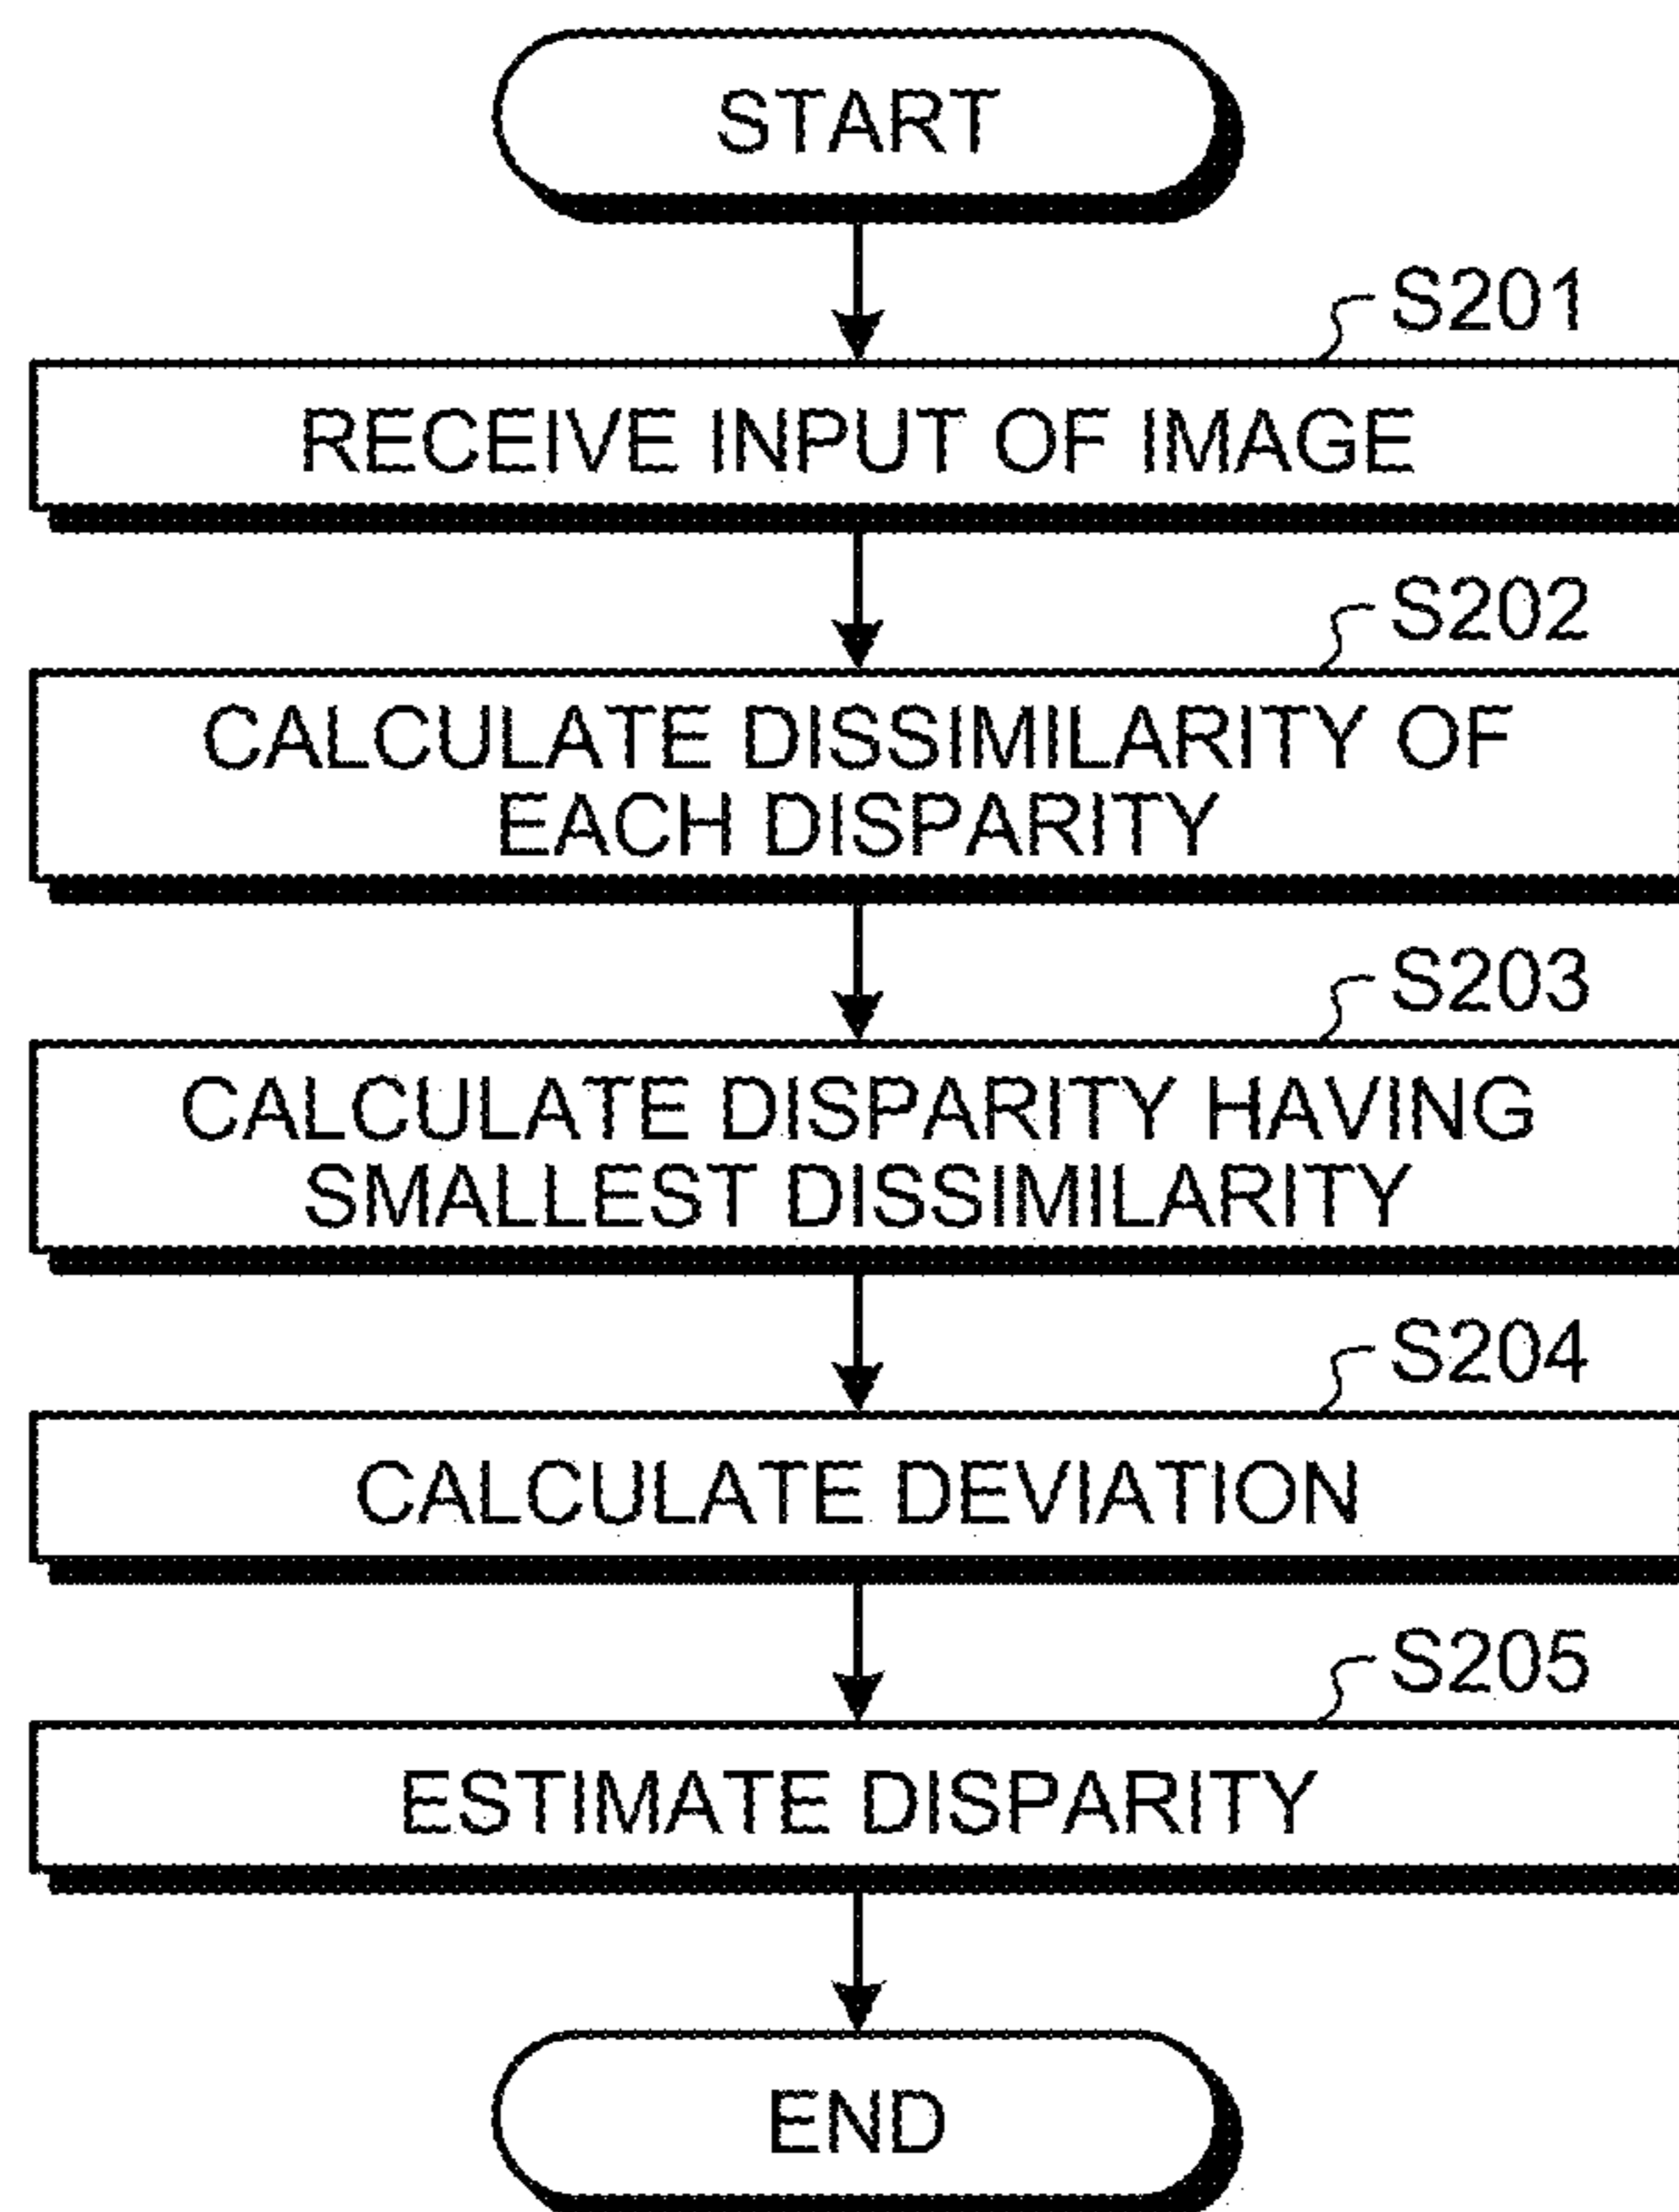 START
S201
RECEIVE INPUT OF IMAGE
S202
CALCULATE DISSIMILARITY OF
EACH DISPARITY
S203
CALCULATE DISPARITY HAVING
SMALLEST DISSIMILARITY
S204
CALCULATE DEVIATION
S205
ESTIMATE DISPARITY
END